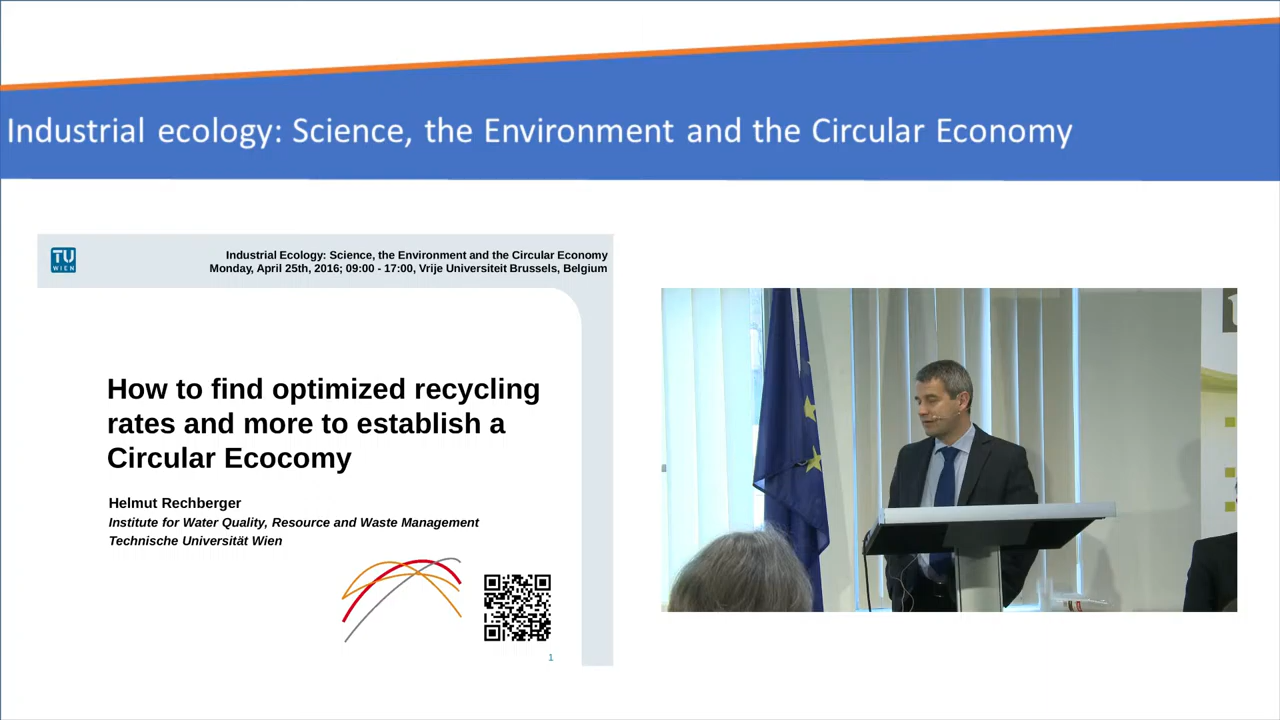 Industrial ecology: Science, the Environment and the Circular Economy
TU
WIEN
Industrial Ecology: Science, the Environment and the Circular Economy
Monday, April 25th, 2016; 09:00 - 17:00, Vrije Universiteit Brussels, Belgium
How to find optimized recycling
rates and more to establish a
Circular Ecocomy
Helmut Rechberger
Institute for Water Quality, Resource and Waste Management
Technische Universität Wien
1